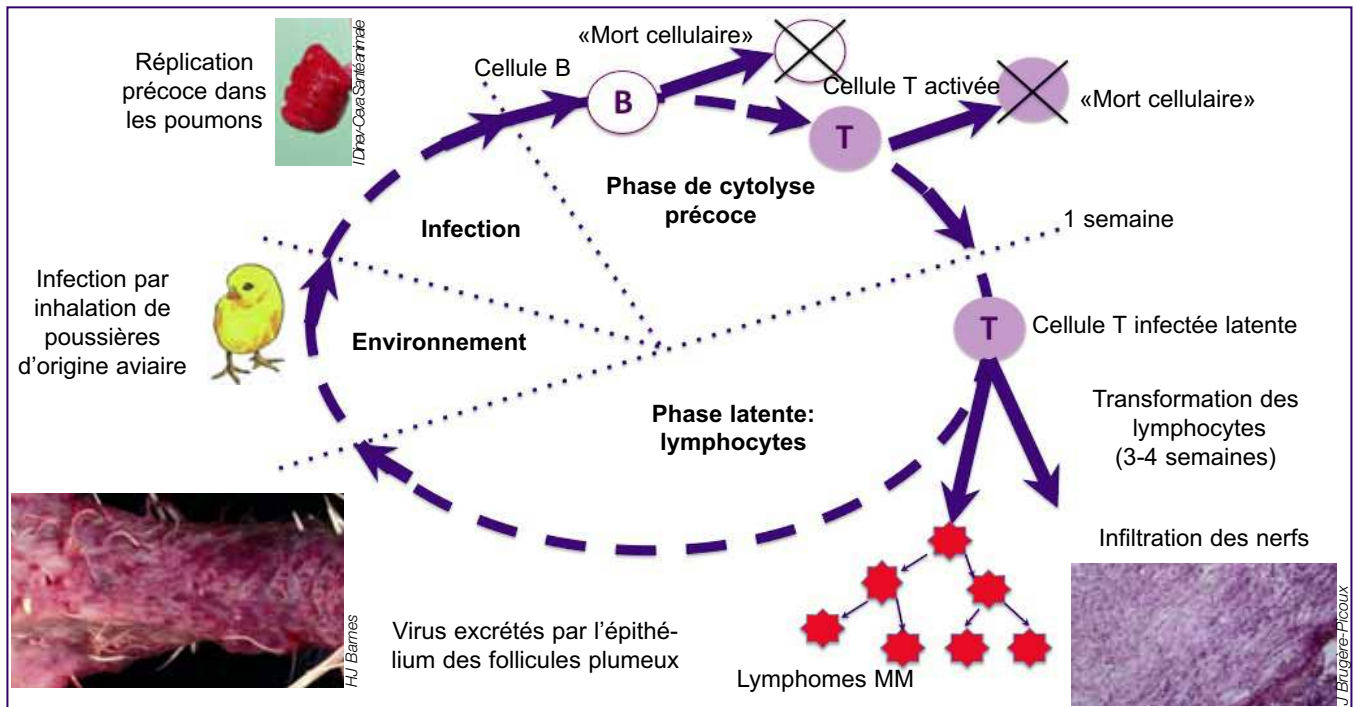 Réplication
précoce dans
les poumons
I Dinev-Ceva Santé animale
Cellule B
«Mort cellulaire»
B
Cellule T activée
T
«Mort cellulaire»
Phase de cytolyse
précoce
Infection
1 semaine
Infection par
inhalation de
poussières
d’origine aviaire
Environnement
T
Cellule T infectée latente
Phase latente:
lymphocytes
Transformation des
lymphocytes
(3-4 semaines)
Infiltration des nerfs
HJ Barnes
Virus excrétés par l’épithé-
lium des follicules plumeux
Lymphomes MM
J Brugère-Picoux